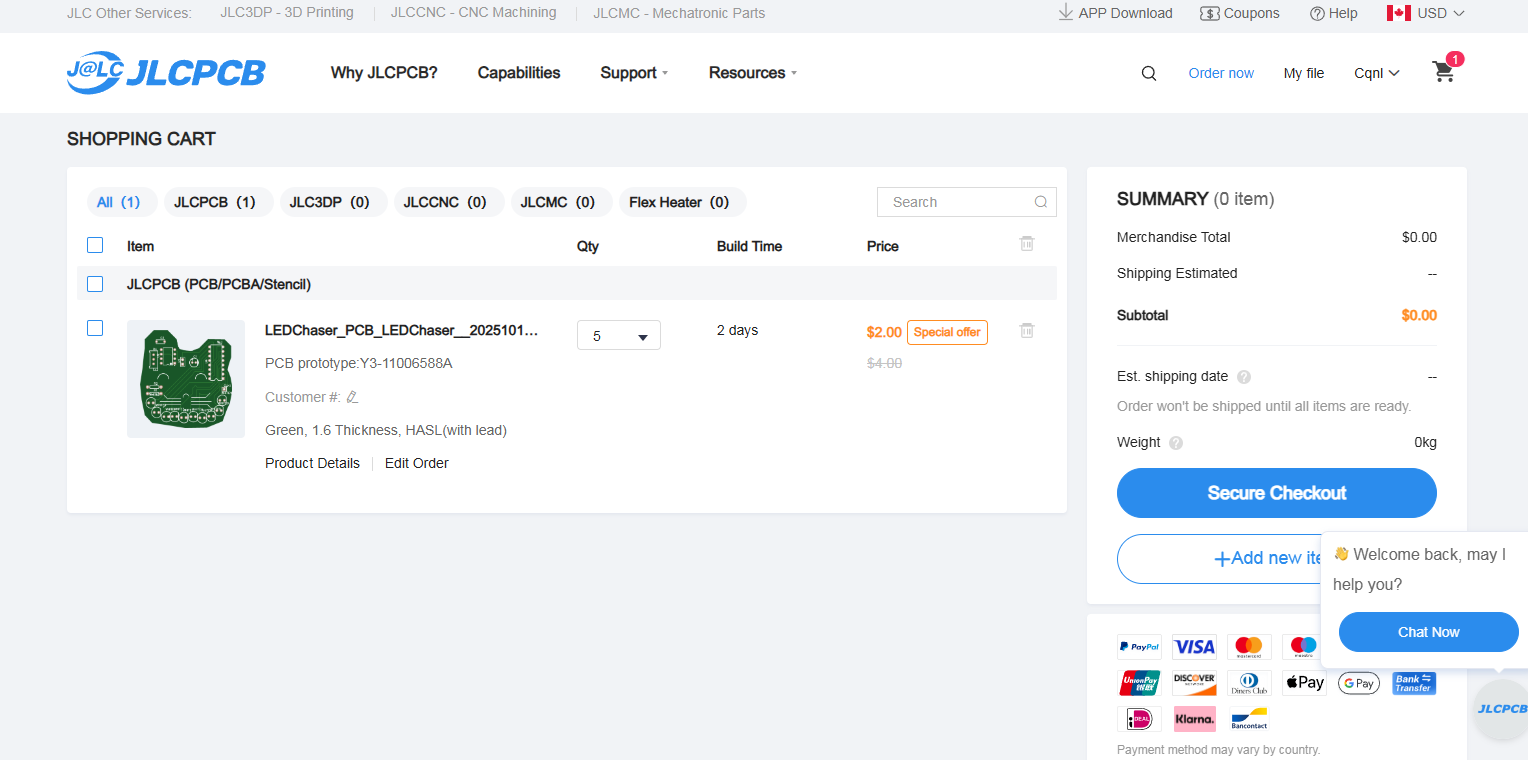 JLC Other Services: JLC3DP - 3D Printing JLCCNC - CNC Machining JLCMC - Mechatronic Parts APP Download Coupons Help USD
J@LC JLCPCB Why JLCPCB? Capabilities Support Resources Order now My file Cqnl 1
SHOPPING CART
All (1) JLCPCB (1) JLC3DP (0) JLCCNC (0) JLCMC (0) Flex Heater (0) Search
Item Qty Build Time Price
JLCPCB (PCB/PCBA/Stencil)
LEDChaser_PCB_LEDChaser__2025101... 5 2 days $2.00 Special offer
PCB prototype:Y3-11006588A $4.00
Customer #:
Green, 1.6 Thickness, HASL(with lead)
Product Details Edit Order
SUMMARY (0 item)
Merchandise Total $0.00
Shipping Estimated --
Subtotal $0.00
Est. shipping date ? --
Order won't be shipped until all items are ready.
Weight ? 0kg
Secure Checkout
+Add new ite
👋 Welcome back, may I
help you?
Chat Now
PayPal VISA mastercard maestro
UnionPay 银联 DISCOVER NETWORK Diners Club Pay G Pay Bank Transfer
iDEAL Klarna. Bancontact
JLCPCB
Payment method may vary by country.